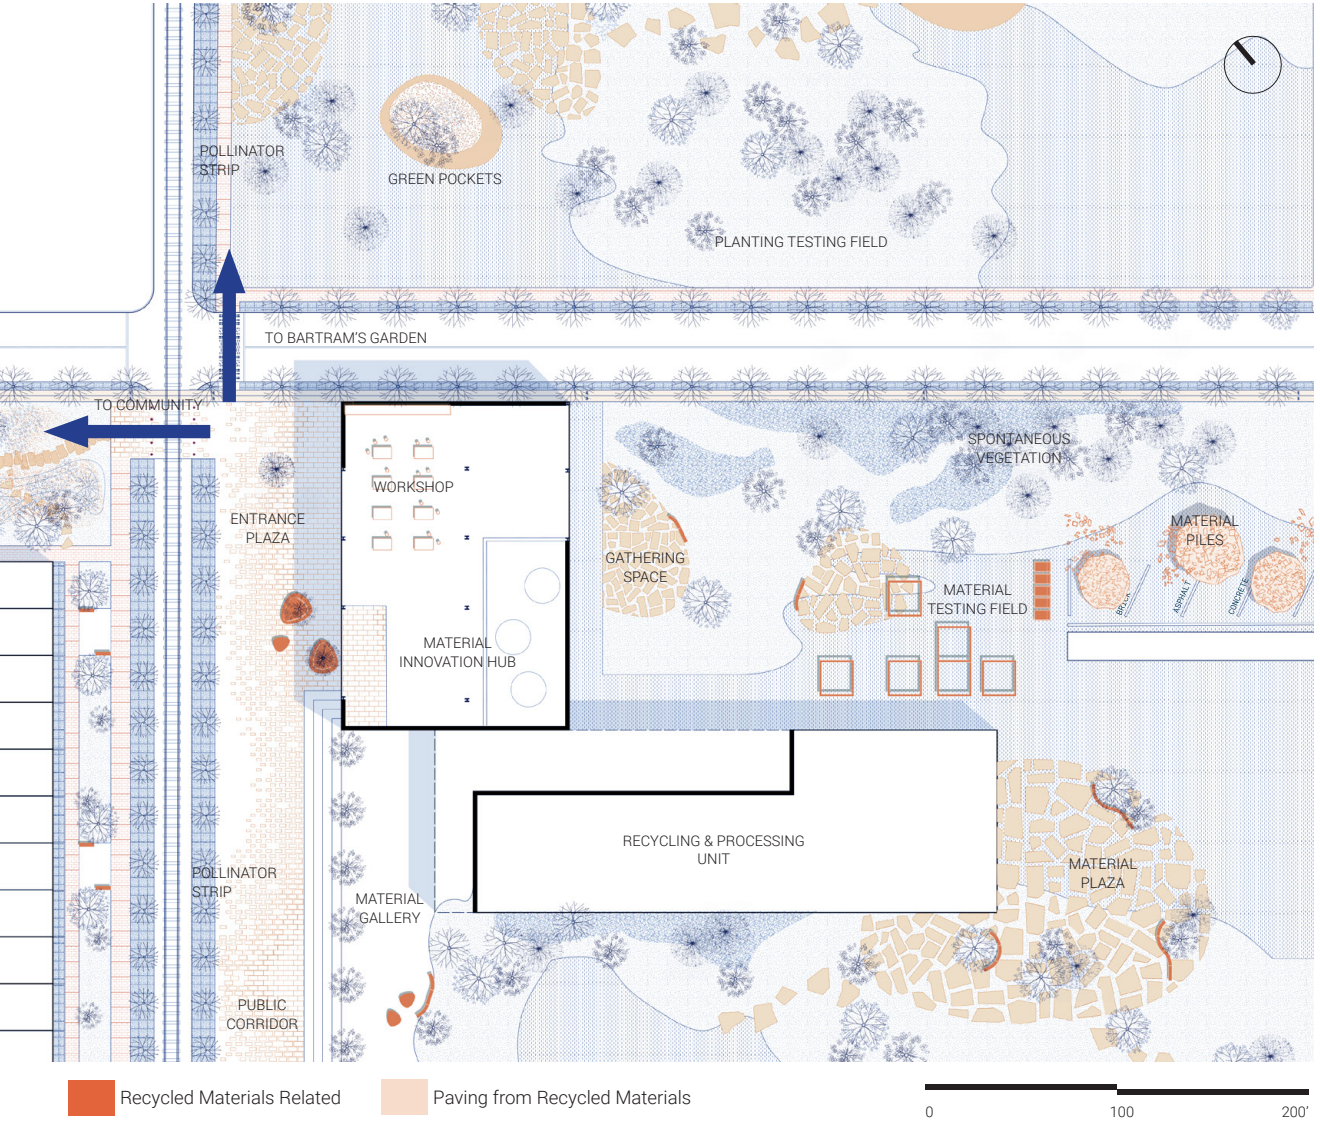 POLLINATOR
STRIP
GREEN POCKETS
PLANTING TESTING FIELD
TO BARTRAM'S GARDEN
TO COMMUNITY
SPONTANEOUS
VEGETATION
WORKSHOP
ENTRANCE
PLAZA
MATERIAL
PILES
GATHERING
SPACE
MATERIAL
TESTING FIELD
BRICK
ASPHALT
CONCRETE
MATERIAL
INNOVATION HUB
RECYCLING & PROCESSING
UNIT
MATERIAL
PLAZA
POLLINATOR
STRIP
MATERIAL
GALLERY
PUBLIC
CORRIDOR
Recycled Materials Related
Paving from Recycled Materials
0 100 200'